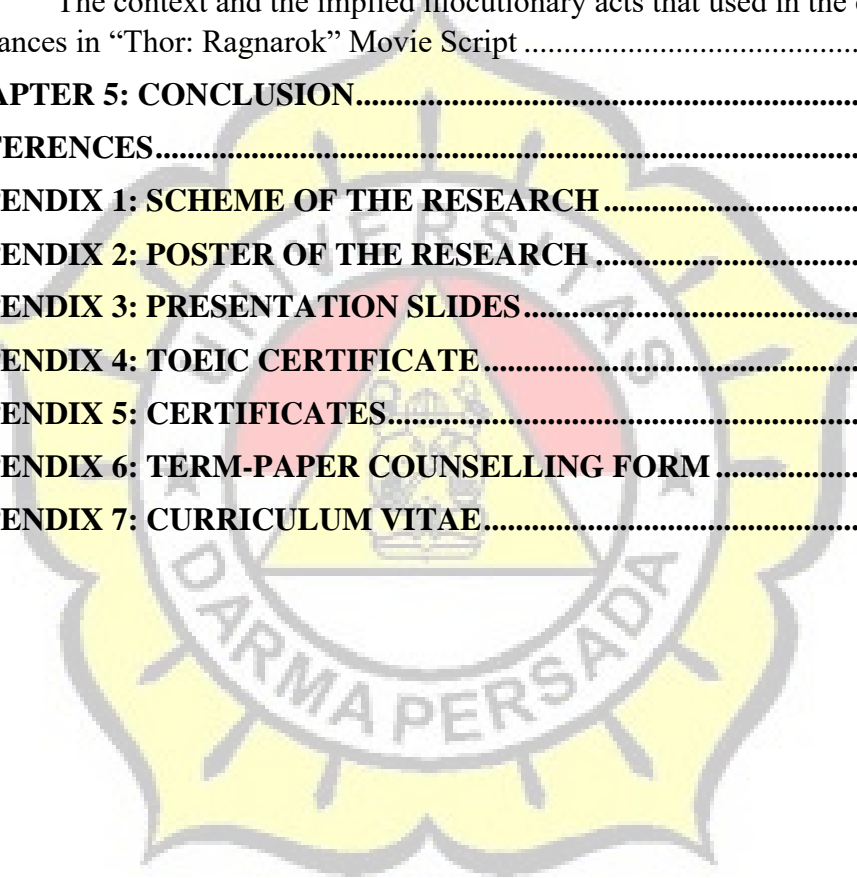 The context and the implied illocutionary acts that used in the
ances in “Thor: Ragnarok” Movie Script ..........................................
APTER 5: CONCLUSION................................................................
ERENCES.........................................................................................
ENDIX 1: SCHEME OF THE RESEARCH.................................
ENDIX 2: POSTER OF THE RESEARCH .................................
ENDIX 3: PRESENTATION SLIDES..........................................
ENDIX 4: TOEIC CERTIFICATE...............................................
ENDIX 5: CERTIFICATES...........................................................
ENDIX 6: TERM-PAPER COUNSELLING FORM ..................
ENDIX 7: CURRICULUM VITAE...............................................
UNIVERSITAS
DARMA PERSADA